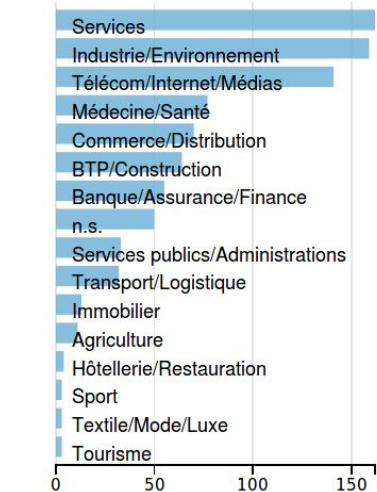 Services
Industrie/Environnement
Télécom/Internet/Médias
Médecine/Santé
Commerce/Distribution
BTP/Construction
Banque/Assurance/Finance
n.s.
Services publics/Administrations
Transport/Logistique
Immobilier
Agriculture
Hôtellerie/Restauration
Sport
Textile/Mode/Luxe
Tourisme
0 50 100 150